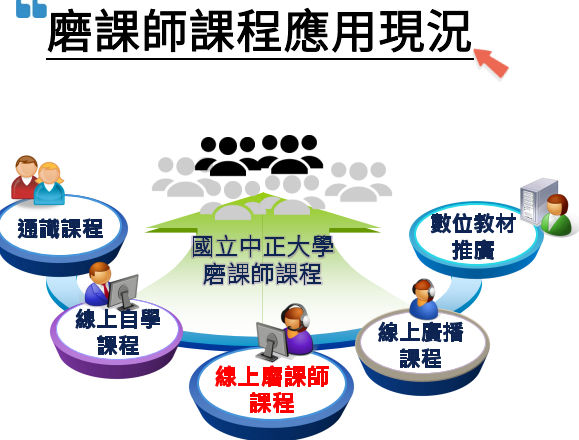 磨課師課程應用現況
國立中正大學
磨課師課程
通識課程
線上自學
課程
線上磨課師
課程
線上廣播
課程
數位教材
推廣